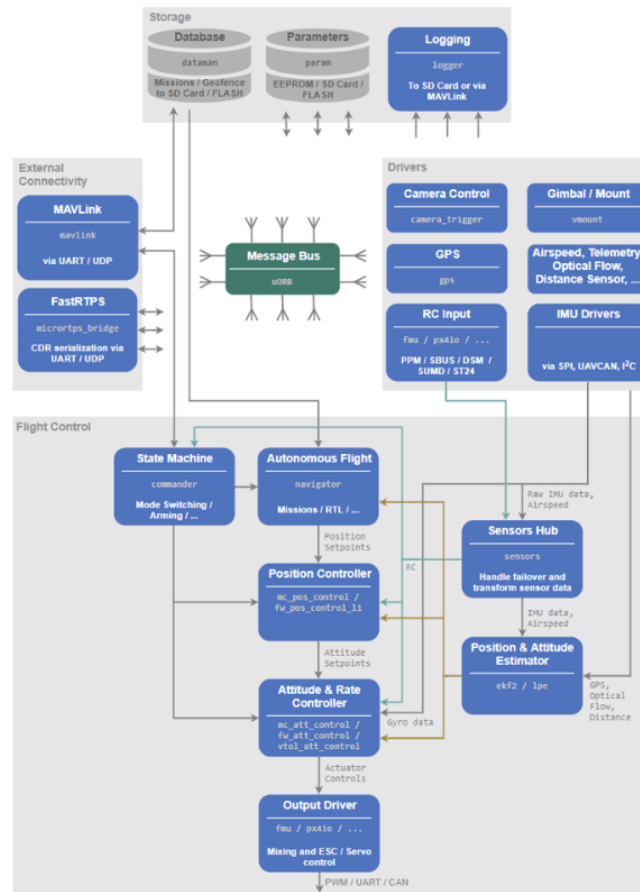 Storage
Database
dataman
Missions / Geofence
to SD Card / FLASH
Parameters
param
EEPROM / SD Card /
FLASH
Logging
logger
To SD Card or via
MAVLink
External
Connectivity
MAVLink
mavlink
via UART / UDP
FastRTPS
micrortps_bridge
CDR serialization via
UART / UDP
Message Bus
uORB
Drivers
Camera Control
camera_trigger
Gimbal / Mount
vmount
GPS
gps
Airspeed, Telemetry,
Optical Flow,
Distance Sensor, ...
RC Input
fmu / px4io / ...
PPM / SBUS / DSM /
SUMD / ST24
IMU Drivers
via SPI, UAVCAN, I²C
Flight Control
State Machine
commander
Mode Switching /
Arming / ...
Autonomous Flight
navigator
Missions / RTL / ...
Raw IMU data,
Airspeed
Position
Setpoints
Sensors Hub
sensors
Handle failover and
transform sensor data
RC
Position Controller
mc_pos_control /
fw_pos_control_l1
IMU data,
Airspeed
Attitude
Setpoints
Position & Attitude
Estimator
ekf2 / lpe
GPS,
Optical
Flow,
Distance
Attitude & Rate
Controller
mc_att_control /
fw_att_control /
vtol_att_control
Gyro data
Actuator
Controls
Output Driver
fmu / px4io / ...
Mixing and ESC / Servo
control
PWM / UART / CAN